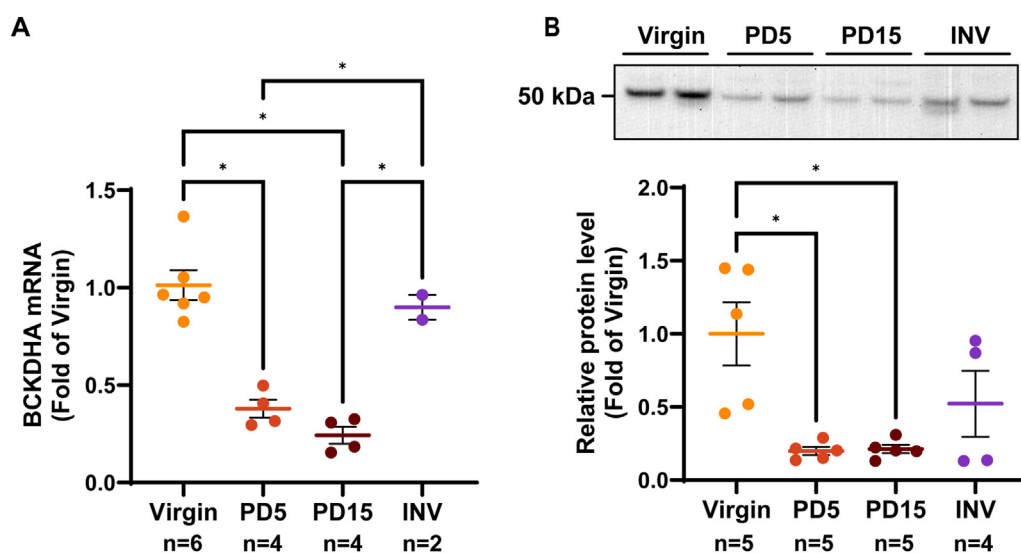 A
BCKDHA mRNA
(Fold of Virgin)
1.5
1.0
0.5
0.0
*
*
*
*
Virgin PD5 PD15 INV
n=6 n=4 n=4 n=2
B
Virgin PD5 PD15 INV
50 kDa
Relative protein level
(Fold of Virgin)
2.0
1.5
1.0
0.5
0.0
*
*
Virgin PD5 PD15 INV
n=5 n=5 n=5 n=4